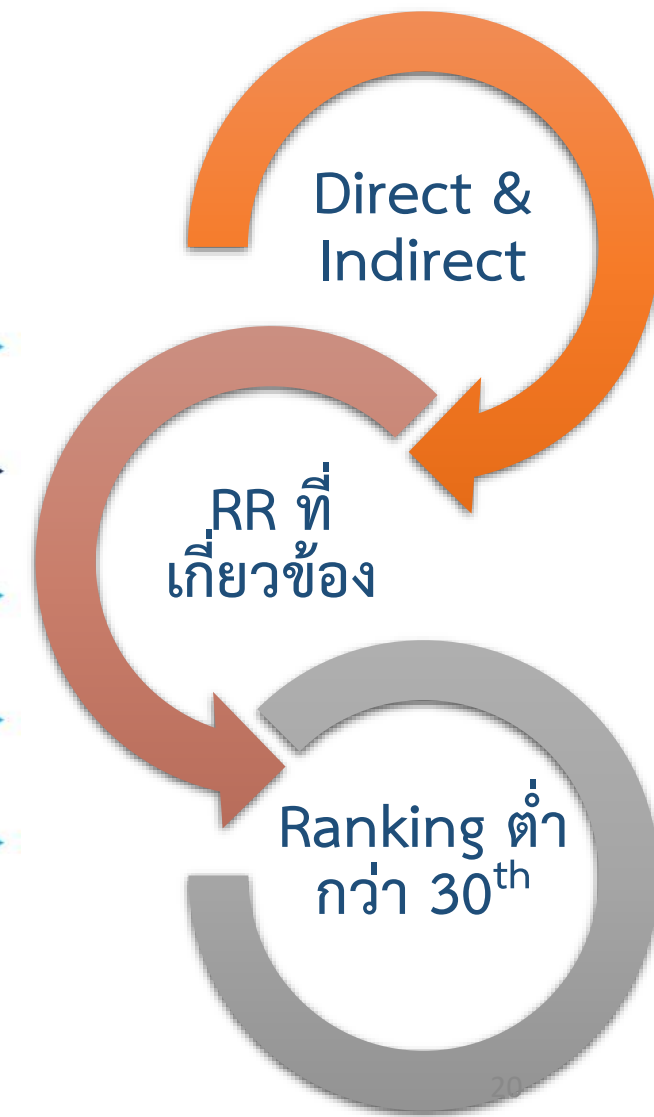 Direct &
Indirect
RR ที่
เกี่ยวข้อง
Ranking ต่ำ
กว่า 30th
20